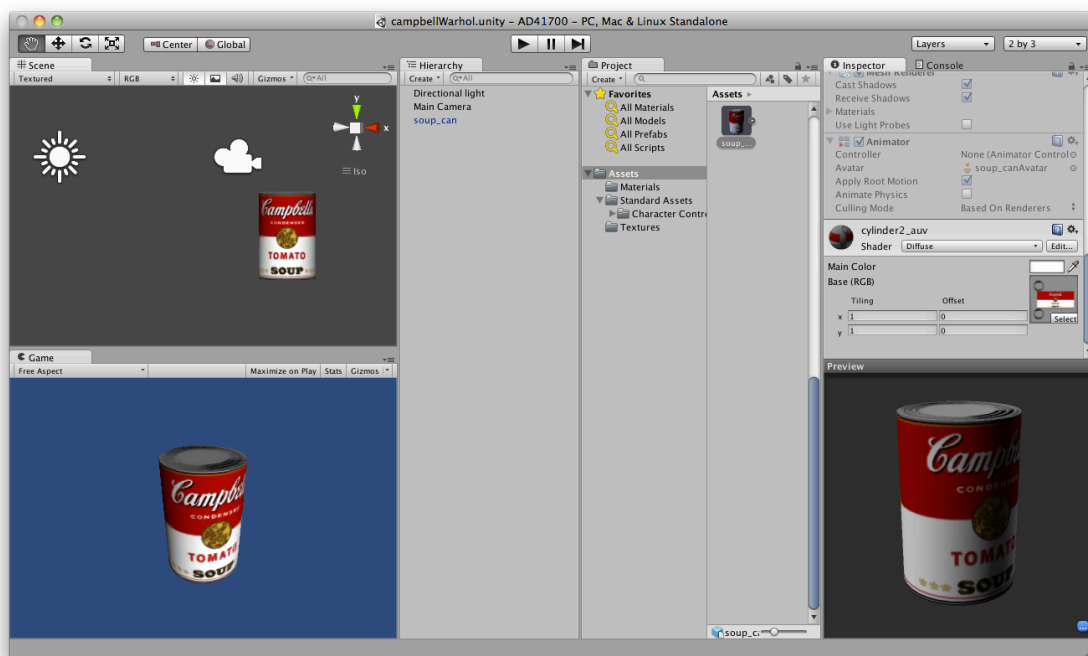 campbellWarhol.unity - AD41700 - PC, Mac & Linux Standalone
Center Global Layers 2 by 3
Scene
Textured RGB Gizmos All
y
x
Iso
Campbell's
CONDENSED
TOMATO
SOUP
Game
Free Aspect Maximize on Play Stats Gizmos
Campbell
CONDENSED
TOMATO
SOUP
Hierarchy
Create All
Directional light
Main Camera
soup_can
Project
Create
Favorites
All Materials
All Models
All Prefabs
All Scripts
Assets
Materials
Standard Assets
Character Contro
Textures
Assets
soup_...
soup_ca
Inspector Console
Mesh Renderer
Cast Shadows
Receive Shadows
Materials
Use Light Probes
Animator
Controller None (Animator Control
Avatar soup_canAvatar
Apply Root Motion
Animate Physics
Culling Mode Based On Renderers
cylinder2_auv
Shader Diffuse Edit...
Main Color
Base (RGB)
Tiling Offset
x 1 0
y 1 0
Select
Preview
Campb
CONDEN
TOMAT
SOU